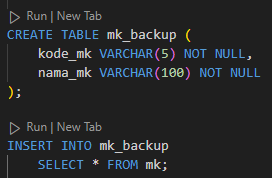 Run | New Tab
CREATE TABLE mk_backup (
    kode_mk VARCHAR(5) NOT NULL,
    nama_mk VARCHAR(100) NOT NULL
);
Run | New Tab
INSERT INTO mk_backup
    SELECT * FROM mk;